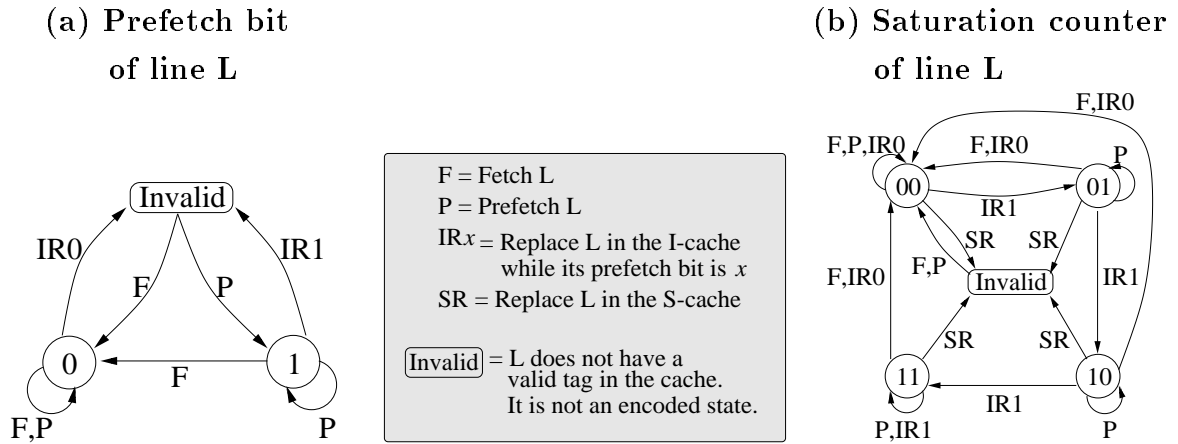 (a) Prefetch bit
of line L
Invalid
IR0
IR1
F
P
0
1
F
F,P
P
F = Fetch L
P = Prefetch L
IRx = Replace L in the I-cache
while its prefetch bit is x
SR = Replace L in the S-cache
Invalid = L does not have a
valid tag in the cache.
It is not an encoded state.
(b) Saturation counter
of line L
F,IR0
F,P,IR0
F,IR0
P
00
01
IR1
SR
SR
F,P
F,IR0
Invalid
IR1
SR
SR
11
10
IR1
P,IR1
P